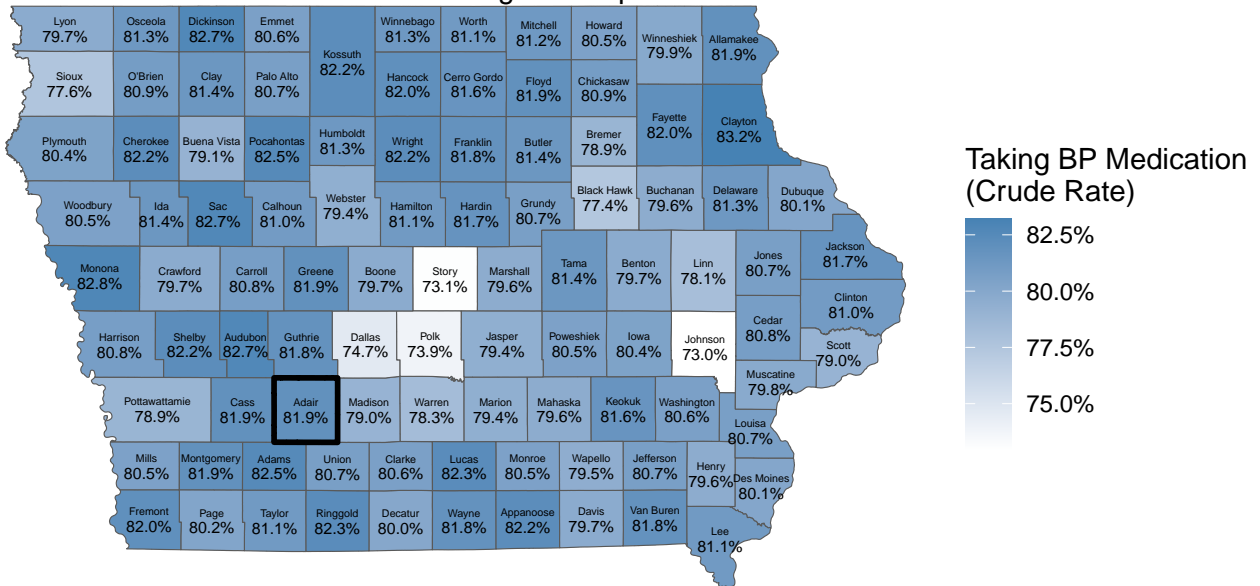 Lyon
79.7%
Osceola
81.3%
Dickinson
82.7%
Emmet
80.6%
Kossuth
82.2%
Winnebago
81.3%
Worth
81.1%
Mitchell
81.2%
Howard
80.5%
Winneshiek
79.9%
Allamakee
81.9%
Sioux
77.6%
O'Brien
80.9%
Clay
81.4%
Palo Alto
80.7%
Hancock
82.0%
Cerro Gordo
81.6%
Floyd
81.9%
Chickasaw
80.9%
Fayette
82.0%
Clayton
83.2%
Plymouth
80.4%
Cherokee
82.2%
Buena Vista
79.1%
Pocahontas
82.5%
Humboldt
81.3%
Wright
82.2%
Franklin
81.8%
Butler
81.4%
Bremer
78.9%
Woodbury
80.5%
Ida
81.4%
Sac
82.7%
Calhoun
81.0%
Webster
79.4%
Hamilton
81.1%
Hardin
81.7%
Grundy
80.7%
Black Hawk
77.4%
Buchanan
79.6%
Delaware
81.3%
Dubuque
80.1%
Monona
82.8%
Crawford
79.7%
Carroll
80.8%
Greene
81.9%
Boone
79.7%
Story
73.1%
Marshall
79.6%
Tama
81.4%
Benton
79.7%
Linn
78.1%
Jones
80.7%
Jackson
81.7%
Clinton
81.0%
Harrison
80.8%
Shelby
82.2%
Audubon
82.7%
Guthrie
81.8%
Dallas
74.7%
Polk
73.9%
Jasper
79.4%
Poweshiek
80.5%
Iowa
80.4%
Johnson
73.0%
Cedar
80.8%
Scott
79.0%
Muscatine
79.8%
Pottawattamie
78.9%
Cass
81.9%
Adair
81.9%
Madison
79.0%
Warren
78.3%
Marion
79.4%
Mahaska
79.6%
Keokuk
81.6%
Washington
80.6%
Louisa
80.7%
Mills
80.5%
Montgomery
81.9%
Adams
82.5%
Union
80.7%
Clarke
80.6%
Lucas
82.3%
Monroe
80.5%
Wapello
79.5%
Jefferson
80.7%
Henry
79.6%
Des Moines
80.1%
Fremont
82.0%
Page
80.2%
Taylor
81.1%
Ringgold
82.3%
Decatur
80.0%
Wayne
81.8%
Appanoose
82.2%
Davis
79.7%
Van Buren
81.8%
Lee
81.1%
Taking BP Medication
(Crude Rate)
82.5%
80.0%
77.5%
75.0%